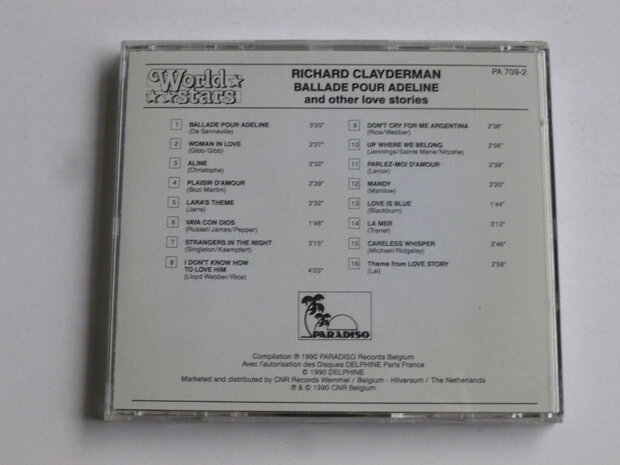 World
stars
RICHARD CLAYDERMAN
BALLADE POUR ADELINE
and other love stories
PA 709-2
1 BALLADE POUR ADELINE 3'20"
(De Senneville)
2 WOMAN IN LOVE 2'27"
(Gibb/Gibb)
3 ALINE 2'32"
(Christophe)
4 PLAISIR D'AMOUR 2'39"
(Bozi Martini)
5 LARA'S THEME 2'32"
(Jarre)
6 VAYA CON DIOS 1'46"
(Russel/James/Pepper)
7 STRANGERS IN THE NIGHT 3'15"
(Singleton/Kaempfert)
8 I DON'T KNOW HOW
TO LOVE HIM 4'03"
(Lloyd Webber/Rice)
9 DON'T CRY FOR ME ARGENTINA 2'36"
(Rice/Webber)
10 UP WHERE WE BELONG 2'56"
(Jennings/Sainte Marie/Nitzshe)
11 PARLEZ-MOI D'AMOUR 2'39"
(Lenoir)
12 MANDY 2'20"
(Manilow)
13 LOVE IS BLUE 1'44"
(Blackburn)
14 LA MER 3'12"
(Trenet)
15 CARELESS WHISPER 2'46"
(Michael/Ridgeley)
16 Theme from LOVE STORY 2'58"
(Lai)
PARADISO
Compilation ℗ 1990 PARADISO Records Belgium
Avec l'autorisation des Disques DELPHINE Paris France
© 1990 DELPHINE
Marketed and distributed by CNR Records Wemmel / Belgium - Hilversum / The Netherlands
℗ & © 1990 CNR Belgium